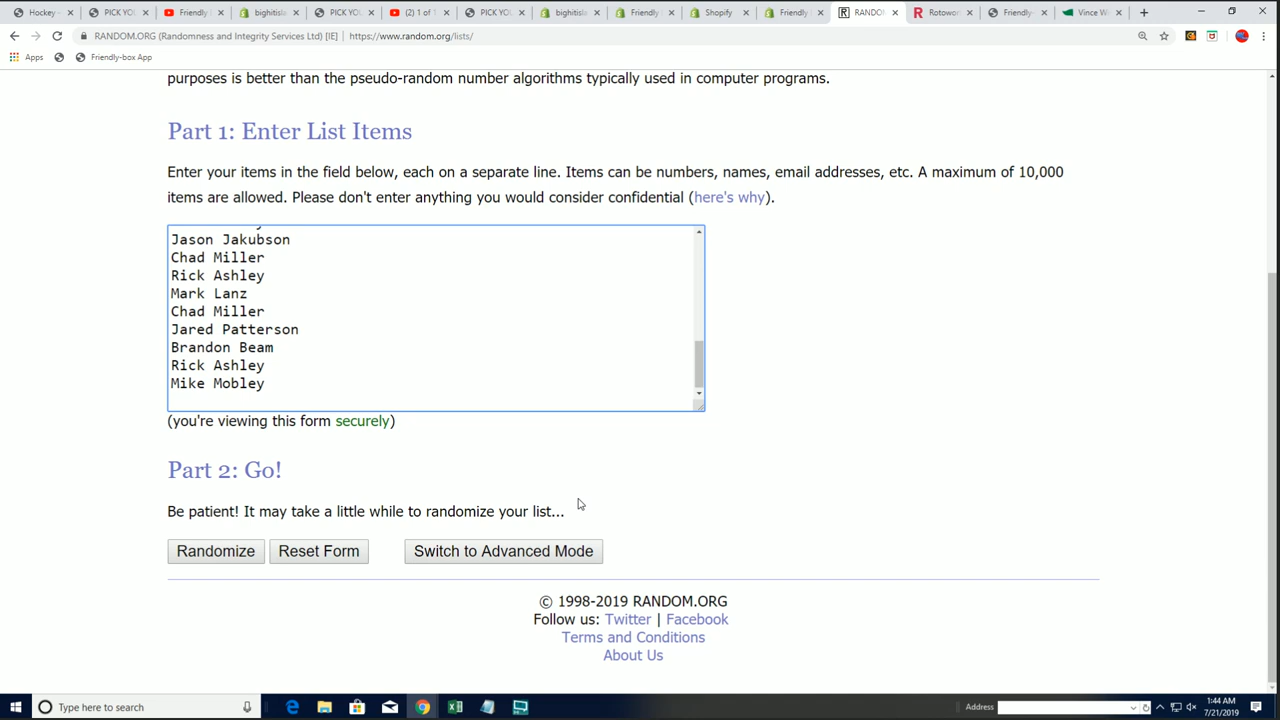 Hockey
PICK YO
Friendly
bighitisla
PICK YOU
(2) 1 of 1
PICK YOU
bighitisla
Friendly
Shopify
Friendly
RANDO
Rotowor
Friendly-
Vince W
RANDOM.ORG (Randomness and Integrity Services Ltd) [IE] | https://www.random.org/lists/
Apps
Friendly-box App
purposes is better than the pseudo-random number algorithms typically used in computer programs.
Part 1: Enter List Items
Enter your items in the field below, each on a separate line. Items can be numbers, names, email addresses, etc. A maximum of 10,000
items are allowed. Please don't enter anything you would consider confidential (here's why).
Jason Jakubson
Chad Miller
Rick Ashley
Mark Lanz
Chad Miller
Jared Patterson
Brandon Beam
Rick Ashley
Mike Mobley
(you're viewing this form securely)
Part 2: Go!
Be patient! It may take a little while to randomize your list...
Randomize
Reset Form
Switch to Advanced Mode
© 1998-2019 RANDOM.ORG
Follow us: Twitter | Facebook
Terms and Conditions
About Us
Type here to search
Address
1:44 AM
7/21/2019